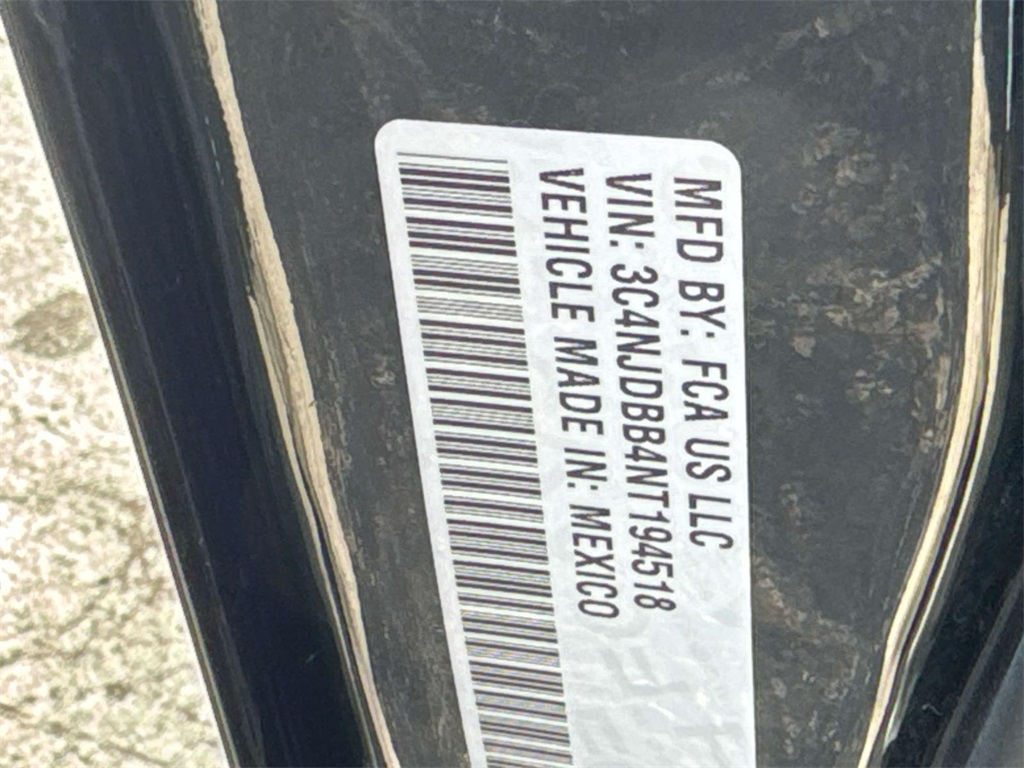 MFD BY: FCA US LLC
VIN: 3C4NJDBB4NT194518
VEHICLE MADE IN: MEXICO